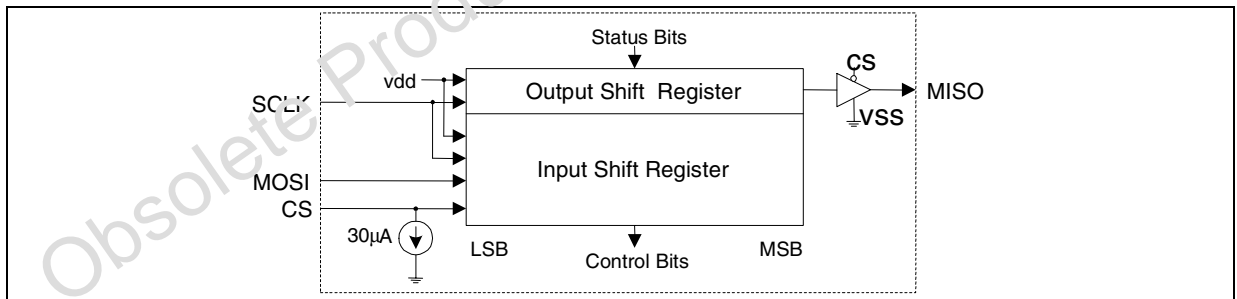 Status Bits
CS
vdd
Output Shift Register
MISO
SCLK
VSS
Input Shift Register
MOSI
CS
30µA
LSB
MSB
Control Bits
Obsolete